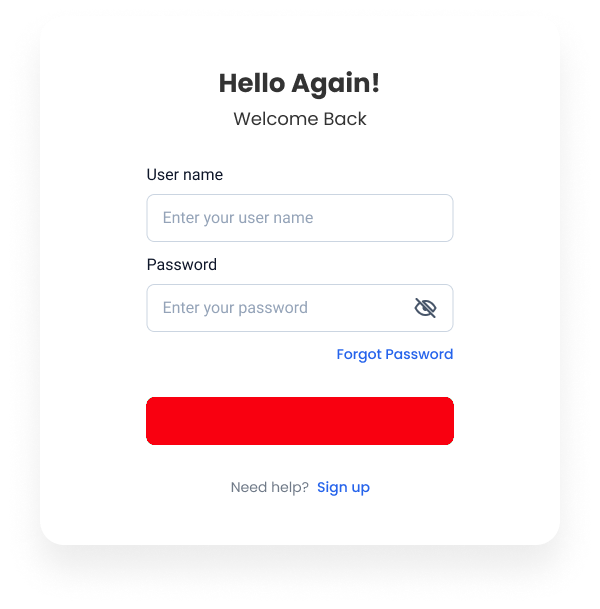 Hello Again!
Welcome Back
User name
Enter your user name
Password
Enter your password
Forgot Password
Need help? Sign up